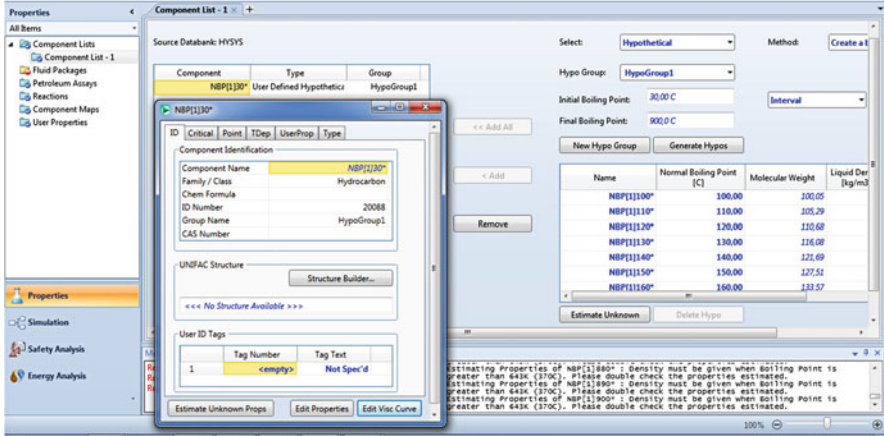 Properties <
Component List - 1 × +
All Items
Component Lists
Component List - 1
Fluid Packages
Petroleum Assays
Reactions
Component Maps
User Properties
Properties
Simulation
Safety Analysis
Energy Analysis
Source Databank: HYSYS
Component Type Group
NBP[1]30* User Defined Hypothetica HypoGroup1
NBP[1]30*
ID Critical Point TDep UserProp Type
Component Identification
Component Name NBP[1]30*
Family / Class Hydrocarbon
Chem Formula
ID Number 20088
Group Name HypoGroup1
CAS Number
UNIFAC Structure
Structure Builder...
<<< No Structure Available >>>
User ID Tags
Tag Number Tag Text
1 <empty> Not Spec'd
Estimate Unknown Props Edit Properties Edit Visc Curve
<< Add All
< Add
Remove
Select: Hypothetical Method: Create a
Hypo Group: HypoGroup1
Initial Boiling Point: 30,00 C Interval
Final Boiling Point: 900,0 C
New Hypo Group Generate Hypos
Name Normal Boiling Point [C] Molecular Weight Liquid Den [kg/m3
NBP[1]100* 100,00 100,05
NBP[1]110* 110,00 105,29
NBP[1]120* 120,00 110,68
NBP[1]130* 130,00 116,08
NBP[1]140* 140,00 121,69
NBP[1]150* 150,00 127,51
NBP[1]160* 160,00 133,57
Estimate Unknown Delete Hypo
Estimating Properties of NBP[1]880* : Density must be given when Boiling Point is
greater than 643K (370C). Please double check the properties estimated.
Estimating Properties of NBP[1]890* : Density must be given when Boiling Point is
greater than 643K (370C). Please double check the properties estimated.
Estimating Properties of NBP[1]900* : Density must be given when Boiling Point is
greater than 643K (370C). Please double check the properties estimated.
100%